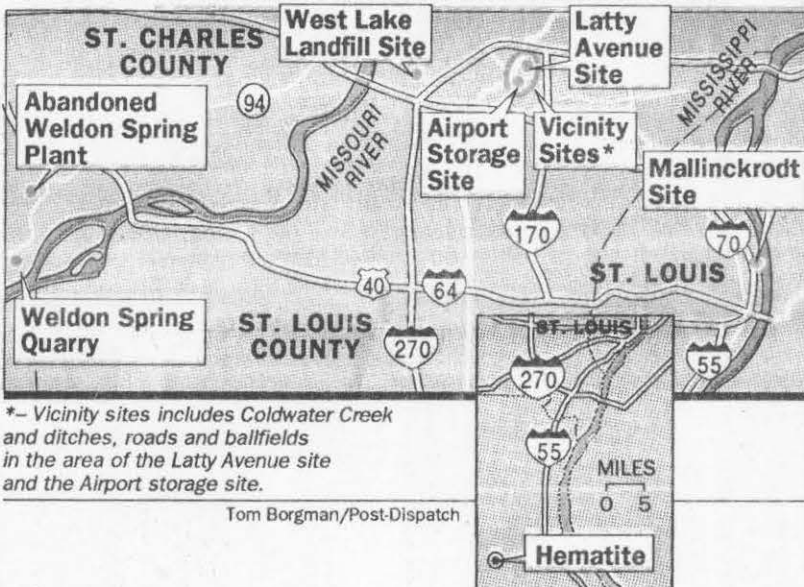 ST. CHARLES
COUNTY
West Lake
Landfill Site
Latty
Avenue
Site
Abandoned
Weldon Spring
Plant
94
MISSOURI
RIVER
Airport
Storage
Site
Vicinity
Sites*
MISSISSIPPI
RIVER
Mallinckrodt
Site
170
70
40
64
ST. LOUIS
Weldon Spring
Quarry
ST. LOUIS
COUNTY
270
55
ST. LOUIS
270
55
MILES
0 5
Hematite
*– Vicinity sites includes Coldwater Creek
and ditches, roads and ballfields
in the area of the Latty Avenue site
and the Airport storage site.
Tom Borgman/Post-Dispatch